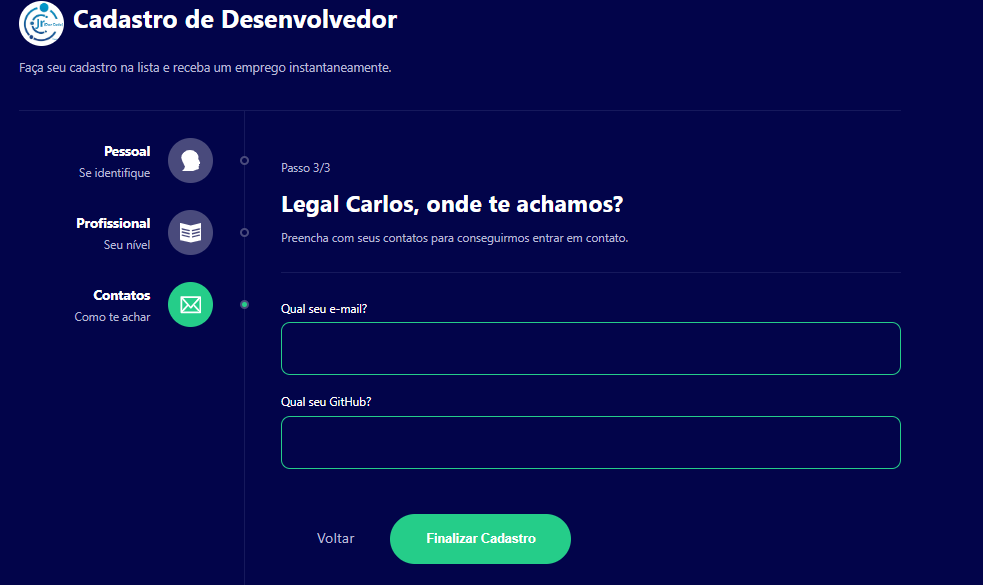 Cadastro de Desenvolvedor
Faça seu cadastro na lista e receba um emprego instantaneamente.
Pessoal
Se identifique
Profissional
Seu nível
Contatos
Como te achar
Passo 3/3
Legal Carlos, onde te achamos?
Preencha com seus contatos para conseguirmos entrar em contato.
Qual seu e-mail?
Qual seu GitHub?
Voltar
Finalizar Cadastro